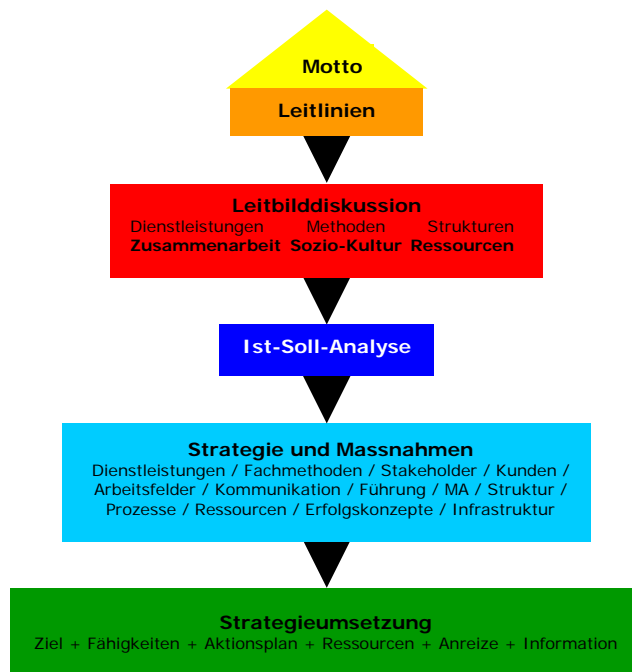 Motto
Leitlinien
Leitbilddiskussion
Dienstleistungen Methoden Strukturen
Zusammenarbeit Sozio-Kultur Ressourcen
Ist-Soll-Analyse
Strategie und Massnahmen
Dienstleistungen / Fachmethoden / Stakeholder / Kunden /
Arbeitsfelder / Kommunikation / Führung / MA / Struktur /
Prozesse / Ressourcen / Erfolgskonzepte / Infrastruktur
Strategieumsetzung
Ziel + Fähigkeiten + Aktionsplan + Ressourcen + Anreize + Information